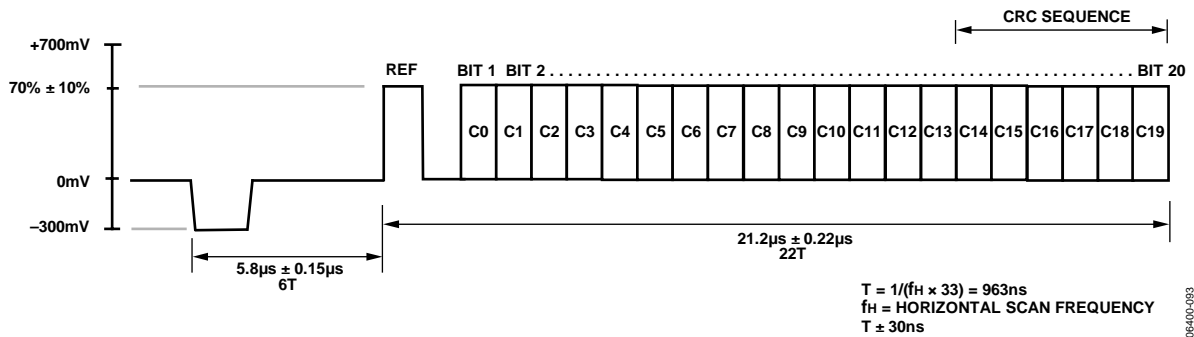 CRC SEQUENCE
+700mV
REF
BIT 1 BIT 2 . . . . . . . . . . . . . . . . . . . . . . . . . . . . . . . . . . . . . . . . . . . . . . . . . . . . . . . . . . . . . . . . . . . . BIT 20
70% ± 10%
C0 C1 C2 C3 C4 C5 C6 C7 C8 C9 C10 C11 C12 C13 C14 C15 C16 C17 C18 C19
0mV
–300mV
21.2µs ± 0.22µs
22T
5.8µs ± 0.15µs
6T
T = 1/(fH × 33) = 963ns
fH = HORIZONTAL SCAN FREQUENCY
T ± 30ns
06400-093